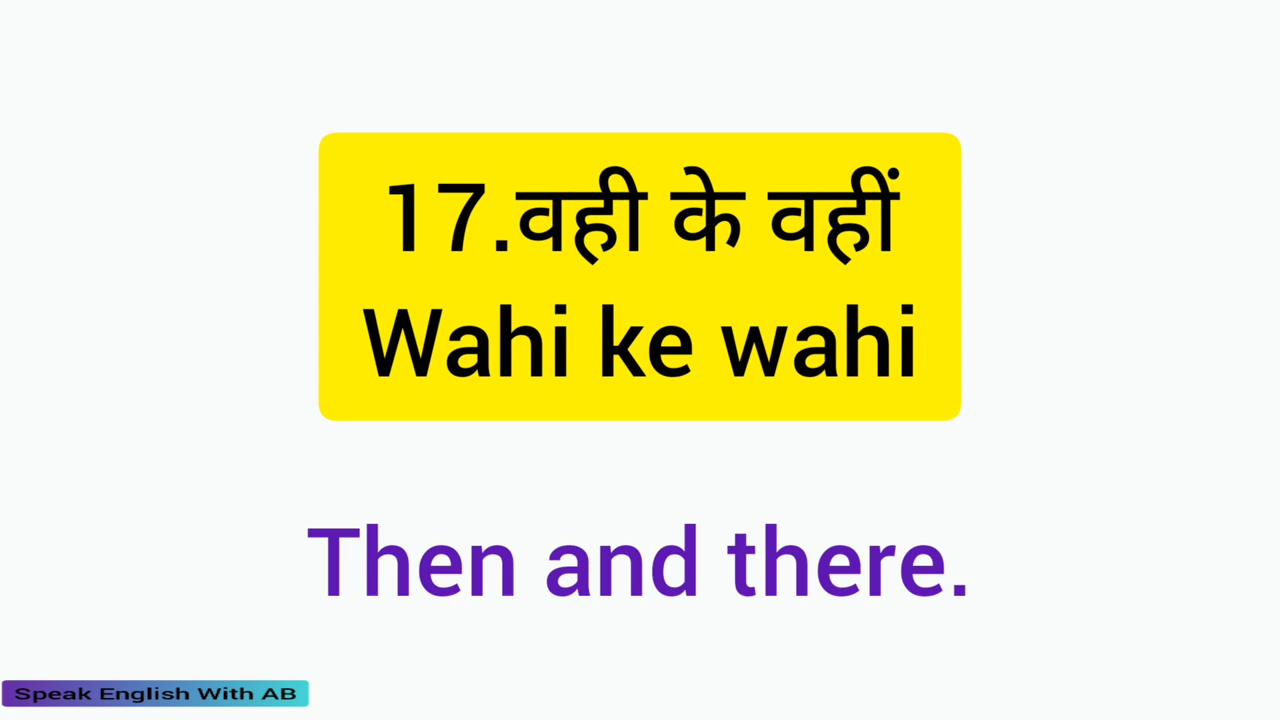 17.वही के वहीं
Wahi ke wahi
Then and there.
Speak English With AB